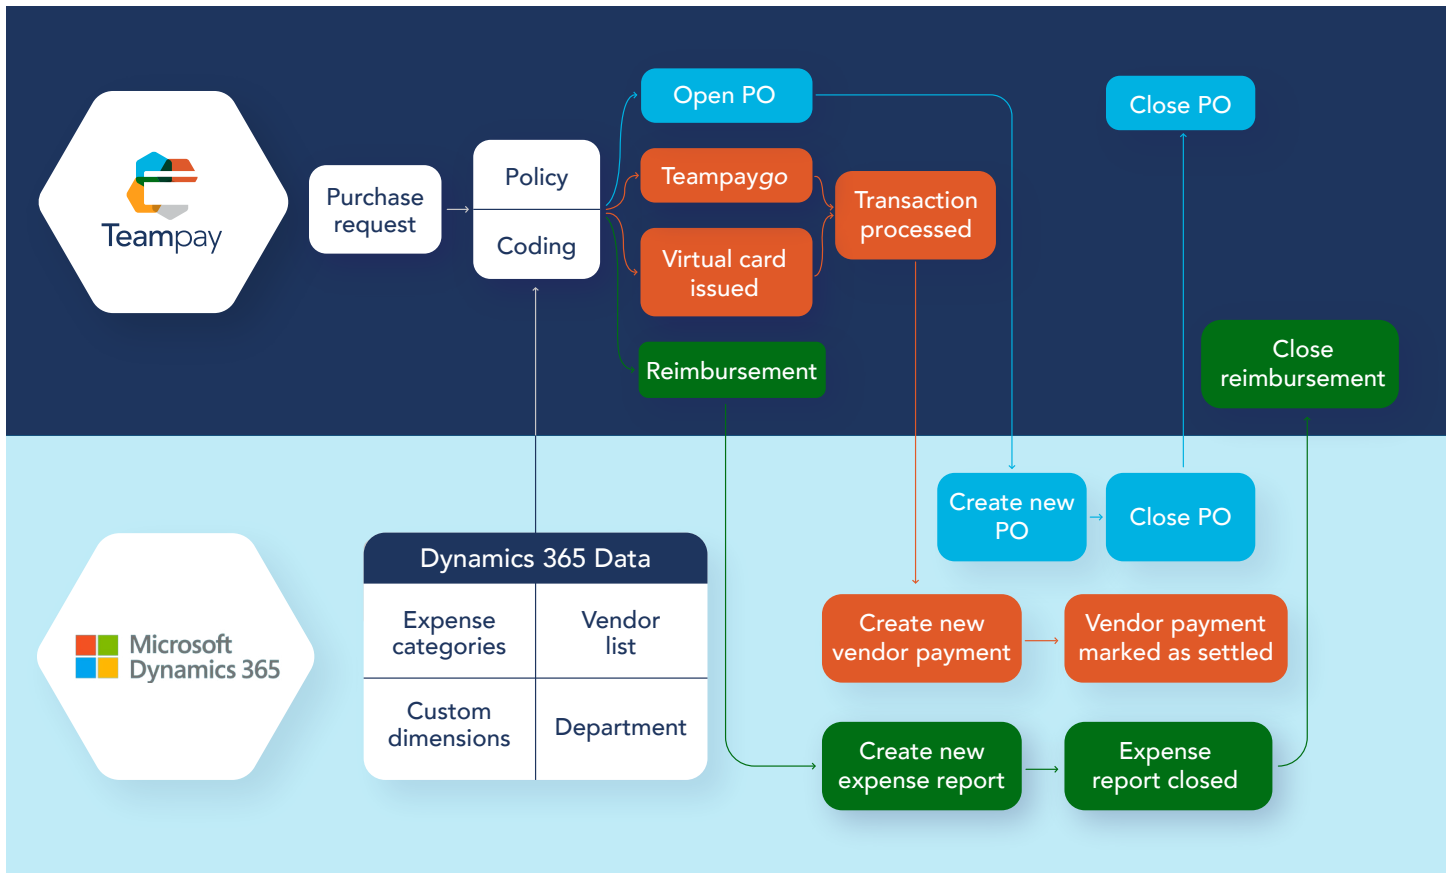 Teampay
Purchase
request
Policy
Coding
Open PO
Teampaygo
Virtual card
issued
Reimbursement
Transaction
processed
Close PO
Close
reimbursement
Microsoft
Dynamics 365
Dynamics 365 Data
Expense
categories
Vendor
list
Custom
dimensions
Department
Create new
PO
Close PO
Create new
vendor payment
Vendor payment
marked as settled
Create new
expense report
Expense
report closed